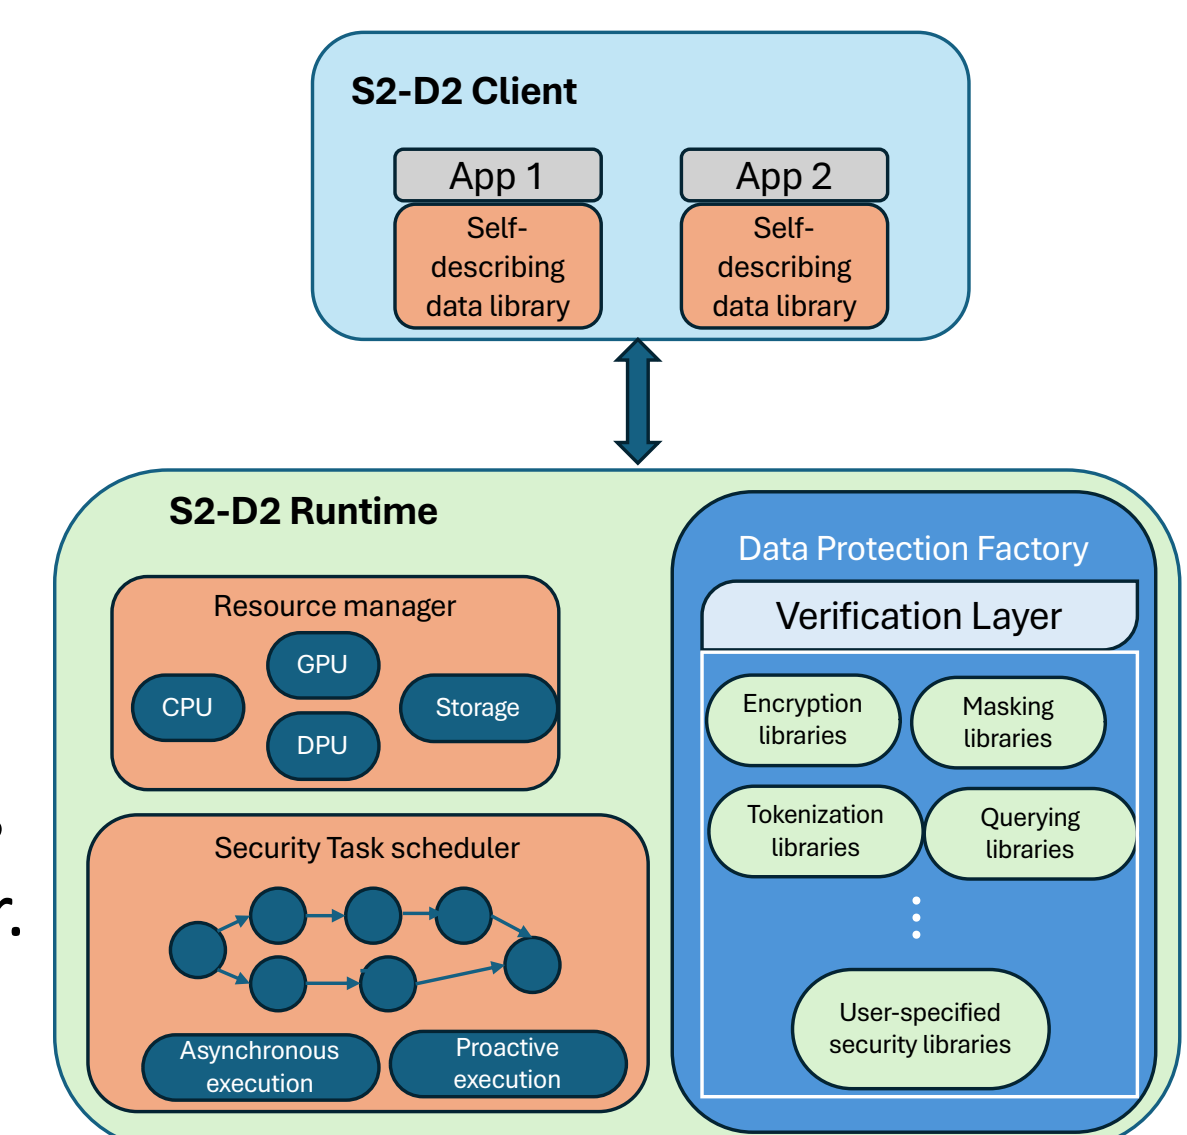 S2-D2 Client
App 1
Self-
describing
data library
App 2
Self-
describing
data library
S2-D2 Runtime
Resource manager
CPU
GPU
DPU
Storage
Security Task scheduler
Asynchronous
execution
Proactive
execution
Data Protection Factory
Verification Layer
Encryption
libraries
Masking
libraries
Tokenization
libraries
Querying
libraries
User-specified
security libraries
r.